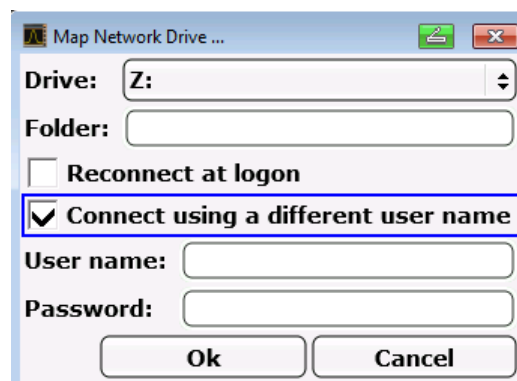 Map Network Drive ...
Drive: Z:
Folder:
Reconnect at logon
Connect using a different user name
User name:
Password:
Ok Cancel